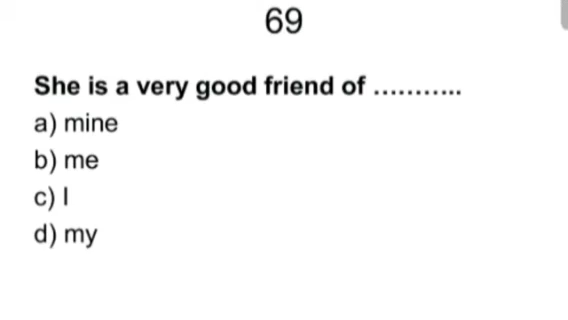 69
She is a very good friend of ...........
a) mine
b) me
c) I
d) my